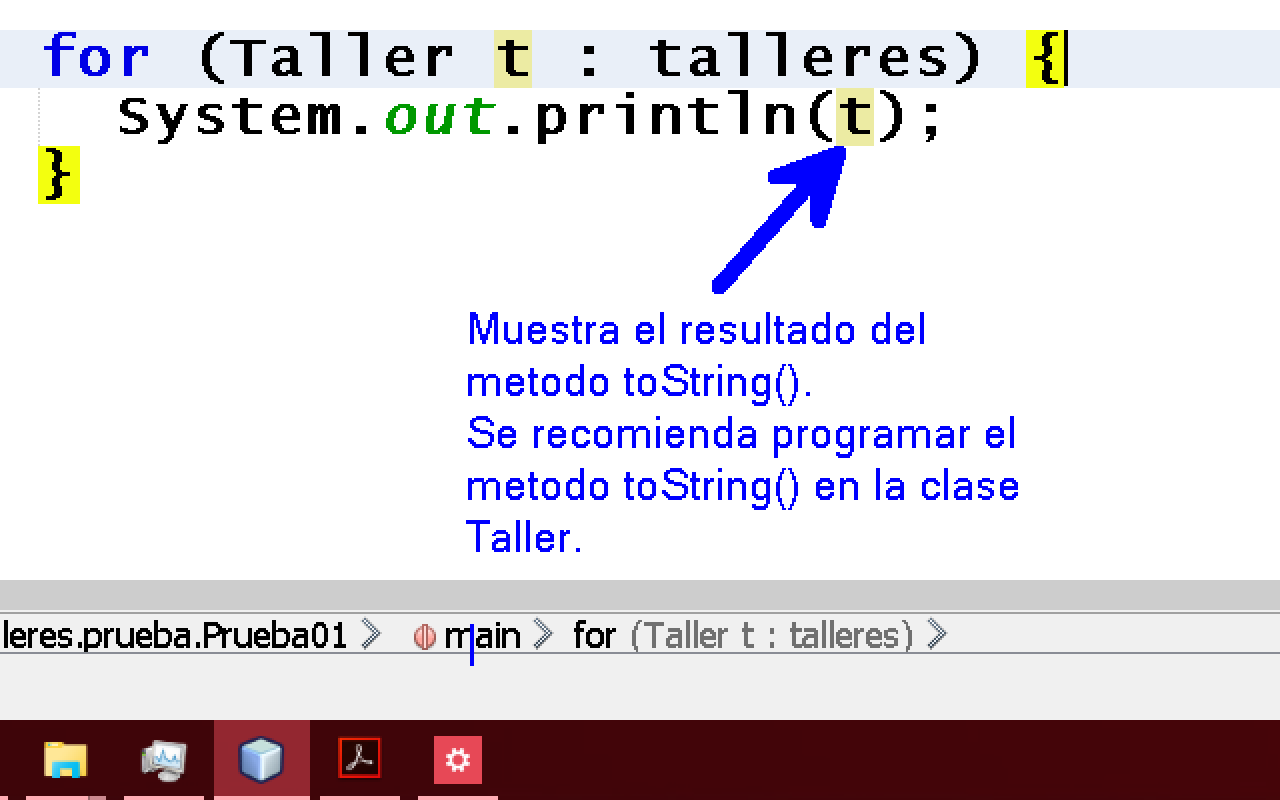 for (Taller t : talleres) {
System.out.println(t);
}
Muestra el resultado del
metodo toString().
Se recomienda programar el
metodo toString() en la clase
Taller.
leres.prueba.Prueba01 main for (Taller t : talleres)